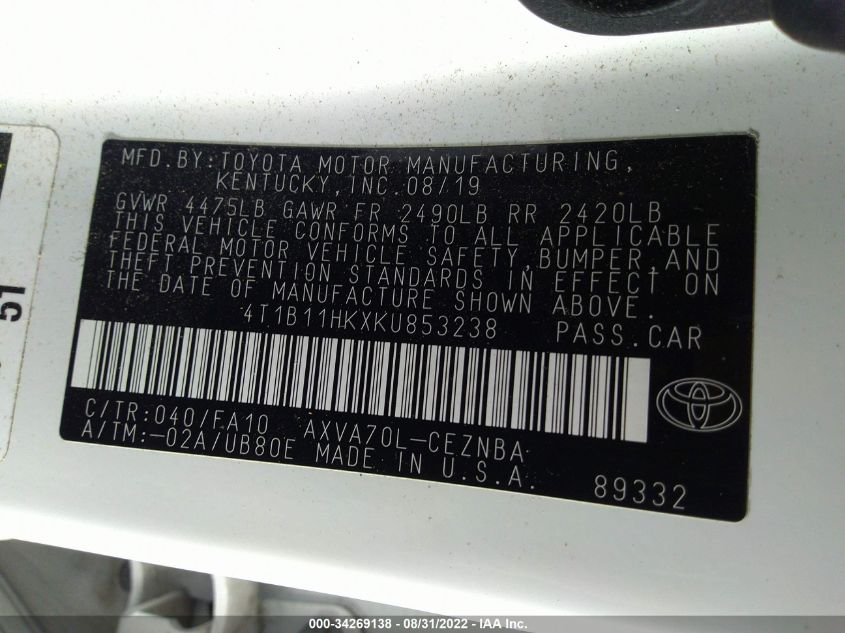 MFD.BY:TOYOTA MOTOR MANUFACTURING,
KENTUCKY,INC.08/19
GVWR 4475LB GAWR FR 2490LB RR 2420LB
THIS VEHICLE CONFORMS TO ALL APPLICABLE
FEDERAL MOTOR VEHICLE SAFETY,BUMPER,AND
THEFT PREVENTION STANDARDS IN EFFECT ON
THE DATE OF MANUFACTURE SHOWN ABOVE.
4T1B11HKXKU853238 PASS.CAR
C/TR:040/FA10 AXVA70L-CEZNBA
A/TM:-02A/UB80E MADE IN U.S.A.
89332
51
000-34269138 - 08/31/2022 - IAA Inc.